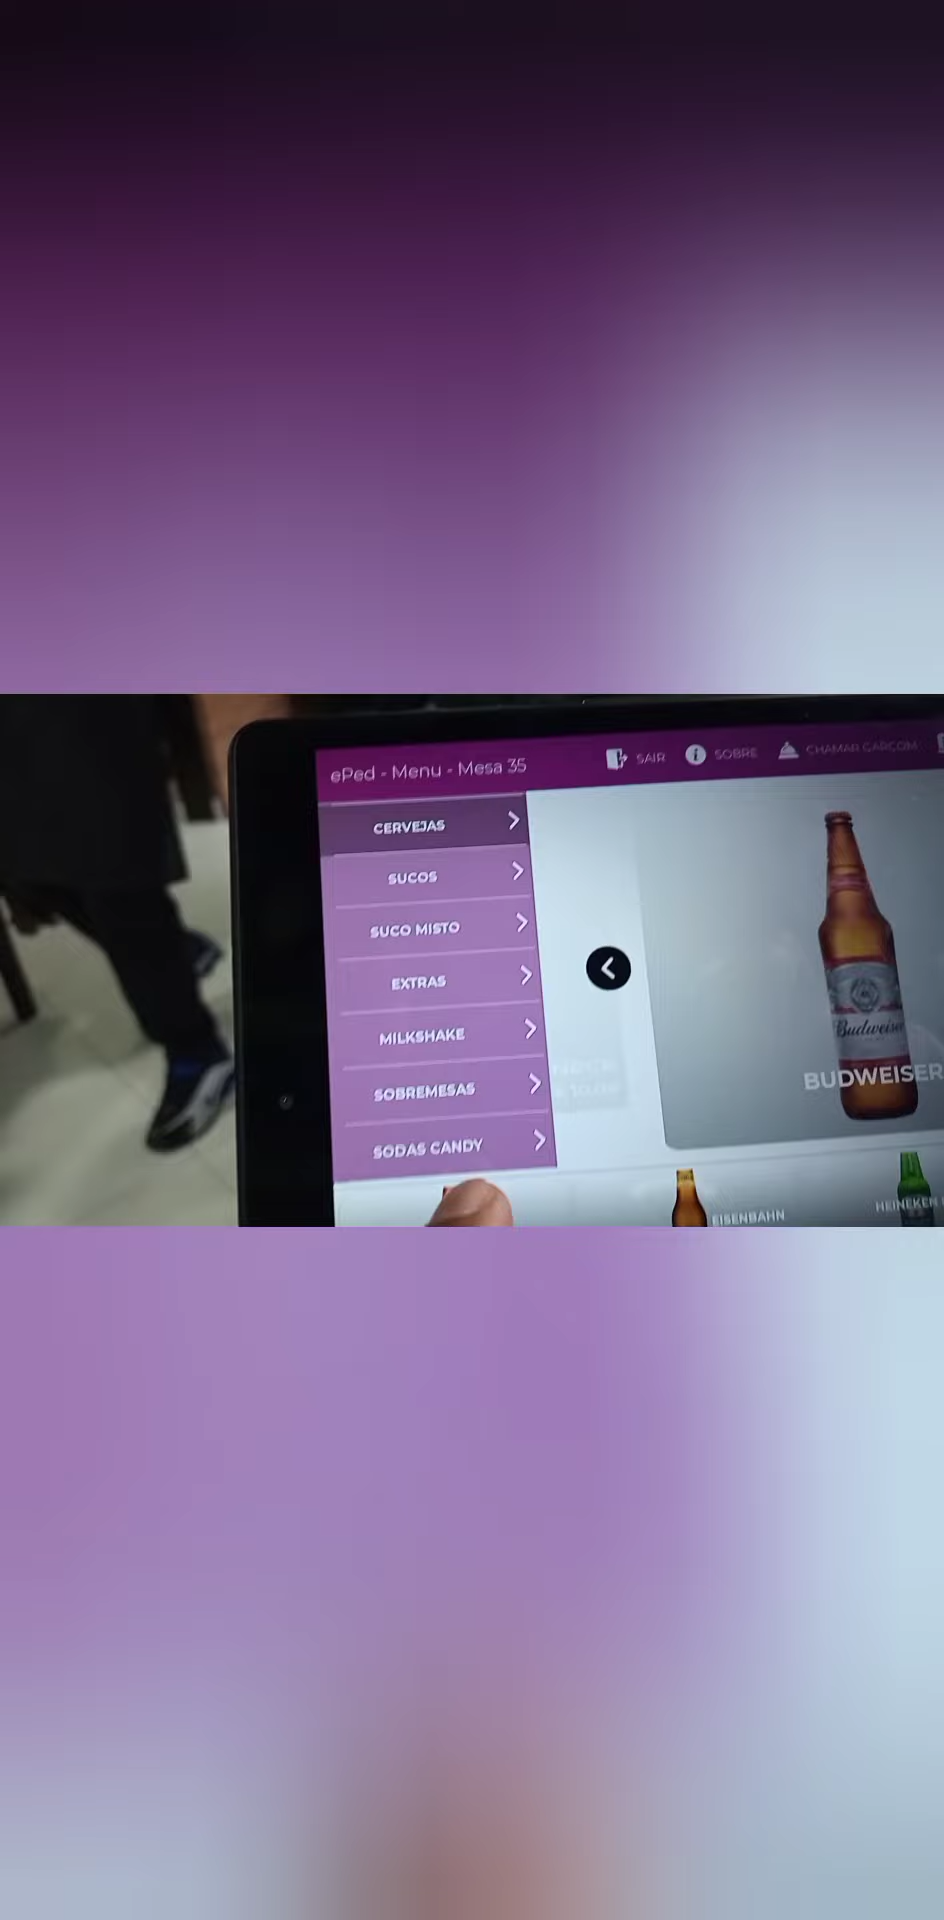 ePed - Menu - Mesa 35
SAIR
SOBRE
CHAMAR GARCOM
CERVEJAS
SUCOS
SUCO MISTO
EXTRAS
MILKSHAKE
SOBREMESAS
SODAS CANDY
Budweiser
BUDWEISER
EISENBAHN
HEINEKEN